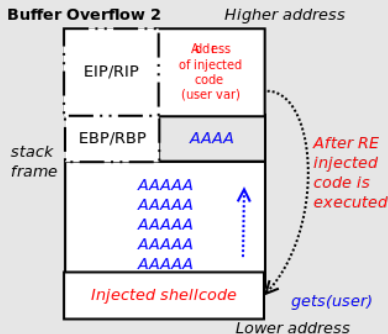 Buffer Overflow 2
Higher address
EIP/RIP
Address
of injected
code
(user var)
EBP/RBP
AAAA
stack
frame
After RE
injected
code is
executed
AAAAA
AAAAA
AAAAA
AAAAA
AAAAA
Injected shellcode
gets(user)
Lower address